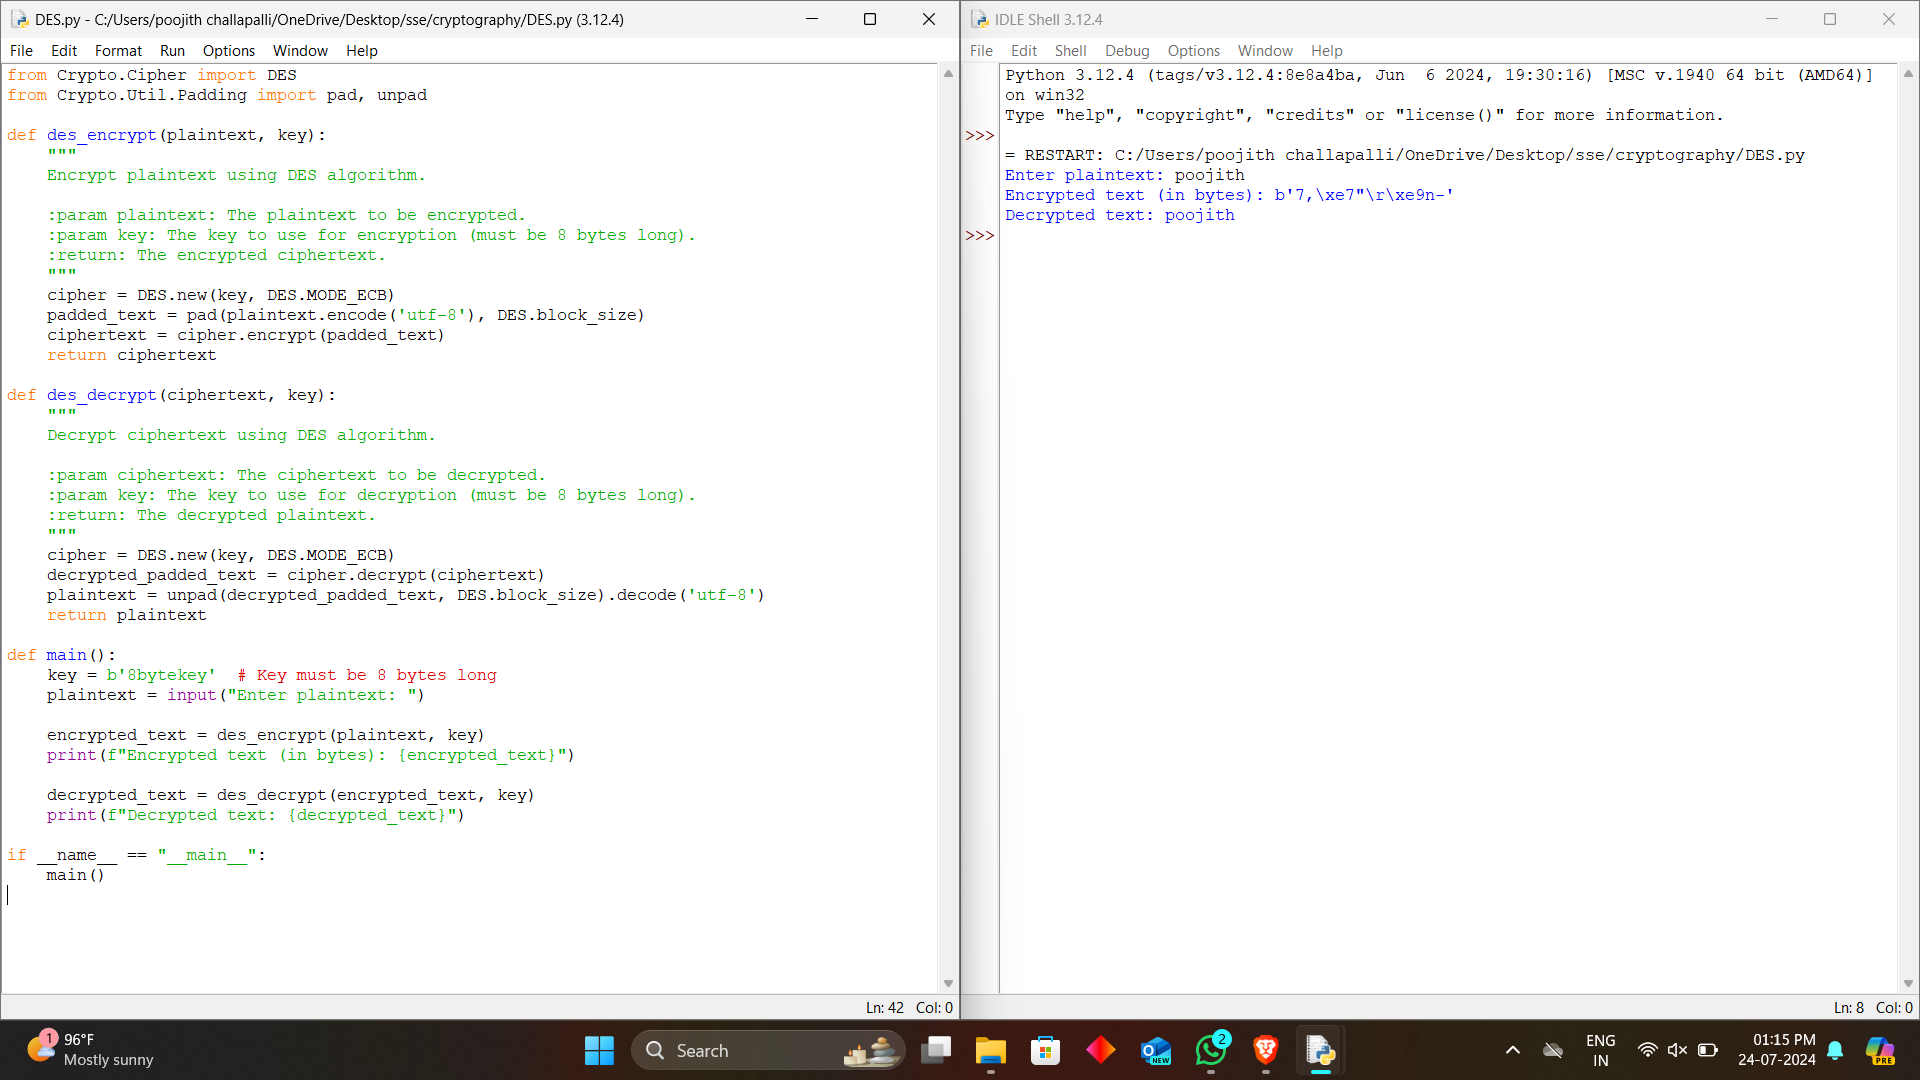 DES.py - C:/Users/poojith challapalli/OneDrive/Desktop/sse/cryptography/DES.py (3.12.4)
File Edit Format Run Options Window Help
from Crypto.Cipher import DES
from Crypto.Util.Padding import pad, unpad

def des_encrypt(plaintext, key):
    """
    Encrypt plaintext using DES algorithm.

    :param plaintext: The plaintext to be encrypted.
    :param key: The key to use for encryption (must be 8 bytes long).
    :return: The encrypted ciphertext.
    """
    cipher = DES.new(key, DES.MODE_ECB)
    padded_text = pad(plaintext.encode('utf-8'), DES.block_size)
    ciphertext = cipher.encrypt(padded_text)
    return ciphertext

def des_decrypt(ciphertext, key):
    """
    Decrypt ciphertext using DES algorithm.

    :param ciphertext: The ciphertext to be decrypted.
    :param key: The key to use for decryption (must be 8 bytes long).
    :return: The decrypted plaintext.
    """
    cipher = DES.new(key, DES.MODE_ECB)
    decrypted_padded_text = cipher.decrypt(ciphertext)
    plaintext = unpad(decrypted_padded_text, DES.block_size).decode('utf-8')
    return plaintext

def main():
    key = b'8bytekey'  # Key must be 8 bytes long
    plaintext = input("Enter plaintext: ")

    encrypted_text = des_encrypt(plaintext, key)
    print(f"Encrypted text (in bytes): {encrypted_text}")

    decrypted_text = des_decrypt(encrypted_text, key)
    print(f"Decrypted text: {decrypted_text}")

if __name__ == "__main__":
    main()
Ln: 42 Col: 0
IDLE Shell 3.12.4
File Edit Shell Debug Options Window Help
Python 3.12.4 (tags/v3.12.4:8e8a4ba, Jun  6 2024, 19:30:16) [MSC v.1940 64 bit (AMD64)]
on win32
Type "help", "copyright", "credits" or "license()" for more information.
>>>
= RESTART: C:/Users/poojith challapalli/OneDrive/Desktop/sse/cryptography/DES.py
Enter plaintext: poojith
Encrypted text (in bytes): b'7,\xe7"\r\xe9n-'
Decrypted text: poojith
>>>
Ln: 8 Col: 0
1
96°F
Mostly sunny
Search
NEW
2
ENG
IN
01:15 PM
24-07-2024
PRE